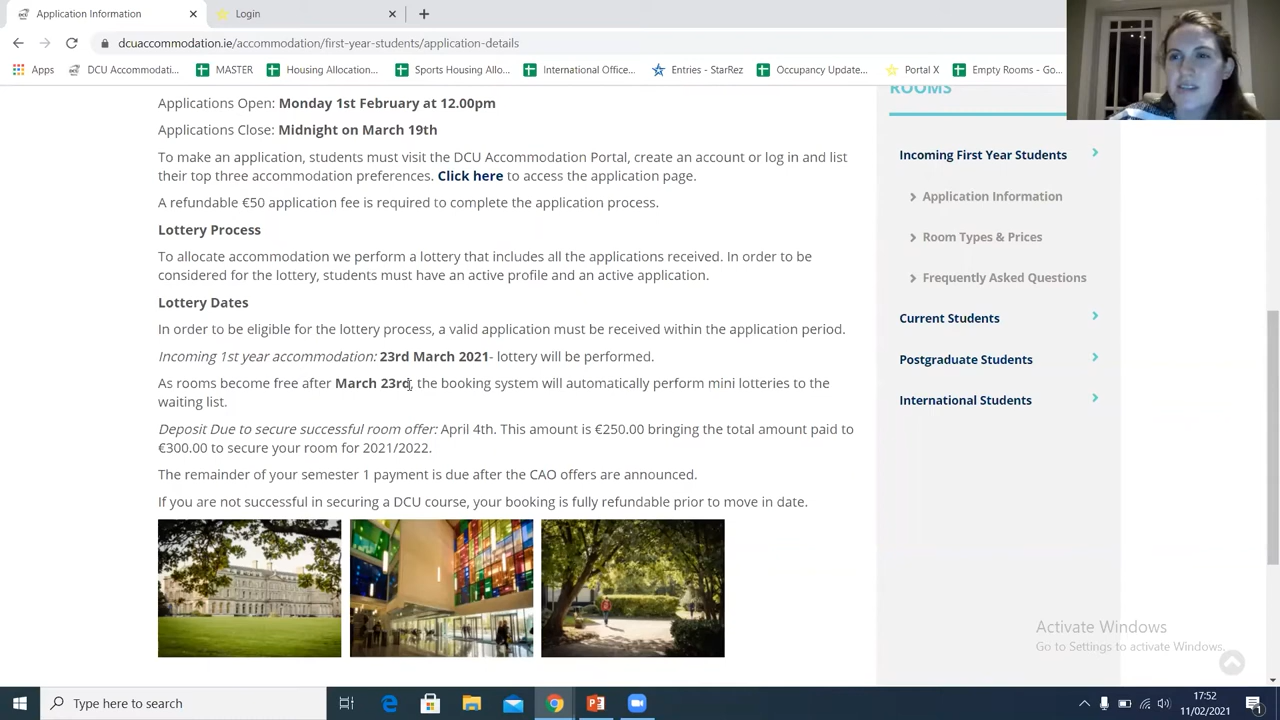 Application Information
Login
dcuaccommodation.ie/accommodation/first-year-students/application-details
Apps
DCU Accommodati...
MASTER
Housing Allocation...
Sports Housing Allo...
International Office...
Entries - StarRez
Occupancy Update...
Portal X
Empty Rooms - Go...
Applications Open: Monday 1st February at 12.00pm
Applications Close: Midnight on March 19th
To make an application, students must visit the DCU Accommodation Portal, create an account or log in and list
their top three accommodation preferences. Click here to access the application page.
A refundable €50 application fee is required to complete the application process.
Lottery Process
To allocate accommodation we perform a lottery that includes all the applications received. In order to be
considered for the lottery, students must have an active profile and an active application.
Lottery Dates
In order to be eligible for the lottery process, a valid application must be received within the application period.
Incoming 1st year accommodation: 23rd March 2021- lottery will be performed.
As rooms become free after March 23rd, the booking system will automatically perform mini lotteries to the
waiting list.
Deposit Due to secure successful room offer: April 4th. This amount is €250.00 bringing the total amount paid to
€300.00 to secure your room for 2021/2022.
The remainder of your semester 1 payment is due after the CAO offers are announced.
If you are not successful in securing a DCU course, your booking is fully refundable prior to move in date.
ROOMS
Incoming First Year Students
Application Information
Room Types & Prices
Frequently Asked Questions
Current Students
Postgraduate Students
International Students
Activate Windows
Go to Settings to activate Windows.
Type here to search
17:52
11/02/2021
1